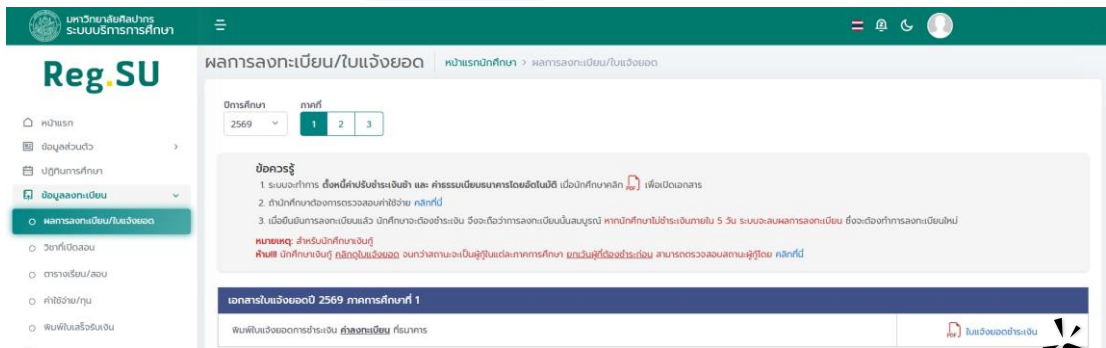 มหาวิทยาลัยศิลปากร
ระบบบริการการศึกษา
Reg.SU
หน้าแรก
ข้อมูลส่วนตัว
ปฏิทินการศึกษา
ข้อมูลลงทะเบียน
ผลการลงทะเบียน/ใบแจ้งยอด
วิชาที่เปิดสอน
ตารางเรียน/สอบ
ค่าใช้จ่าย/ทุน
พิมพ์ใบเสร็จรับเงิน
ผลการลงทะเบียน/ใบแจ้งยอด หน้าแรกนักศึกษา > ผลการลงทะเบียน/ใบแจ้งยอด
ปีการศึกษา ภาคที่
2569 1 2 3
ข้อควรรู้
1. ระบบจะทำการ ตั้งหนี้ค่าปรับชำระเงินช้า และ ค่าธรรมเนียมธนาคารโดยอัตโนมัติ เมื่อนักศึกษาคลิก PDF เพื่อเปิดเอกสาร
2. ถ้านักศึกษาต้องการตรวจสอบค่าใช้จ่าย คลิกที่นี่
3. เมื่อยืนยันการลงทะเบียนแล้ว นักศึกษาจะต้องชำระเงิน จึงจะถือว่าการลงทะเบียนนั้นสมบูรณ์ หากนักศึกษาไม่ชำระเงินภายใน 5 วัน ระบบจะลบผลการลงทะเบียน ซึ่งจะต้องทำการลงทะเบียนใหม่
หมายเหตุ: สำหรับนักศึกษาเงินกู้
ห้าม!!! นักศึกษาเงินกู้ คลิกดูใบแจ้งยอด จนกว่าสถานะจะเป็นผู้กู้ในแต่ละภาคการศึกษา ยกเว้นผู้ที่ต้องชำระก่อน สามารถตรวจสอบสถานะผู้กู้โดย คลิกที่นี่
เอกสารใบแจ้งยอดปี 2569 ภาคการศึกษาที่ 1
พิมพ์ใบแจ้งยอดการชำระเงิน ค่าลงทะเบียน ที่ธนาคาร PDF ใบแจ้งยอดชำระเงิน